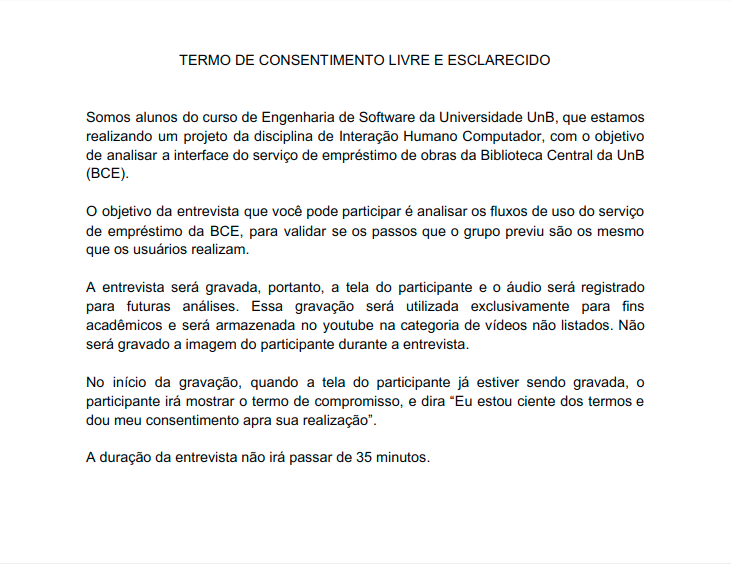 TERMO DE CONSENTIMENTO LIVRE E ESCLARECIDO
Somos alunos do curso de Engenharia de Software da Universidade UnB, que estamos
realizando um projeto da disciplina de Interação Humano Computador, com o objetivo
de analisar a interface do serviço de empréstimo de obras da Biblioteca Central da UnB
(BCE).
O objetivo da entrevista que você pode participar é analisar os fluxos de uso do serviço
de empréstimo da BCE, para validar se os passos que o grupo previu são os mesmo
que os usuários realizam.
A entrevista será gravada, portanto, a tela do participante e o áudio será registrado
para futuras análises. Essa gravação será utilizada exclusivamente para fins
acadêmicos e será armazenada no youtube na categoria de vídeos não listados. Não
será gravado a imagem do participante durante a entrevista.
No início da gravação, quando a tela do participante já estiver sendo gravada, o
participante irá mostrar o termo de compromisso, e dira “Eu estou ciente dos termos e
dou meu consentimento apra sua realização”.
A duração da entrevista não irá passar de 35 minutos.